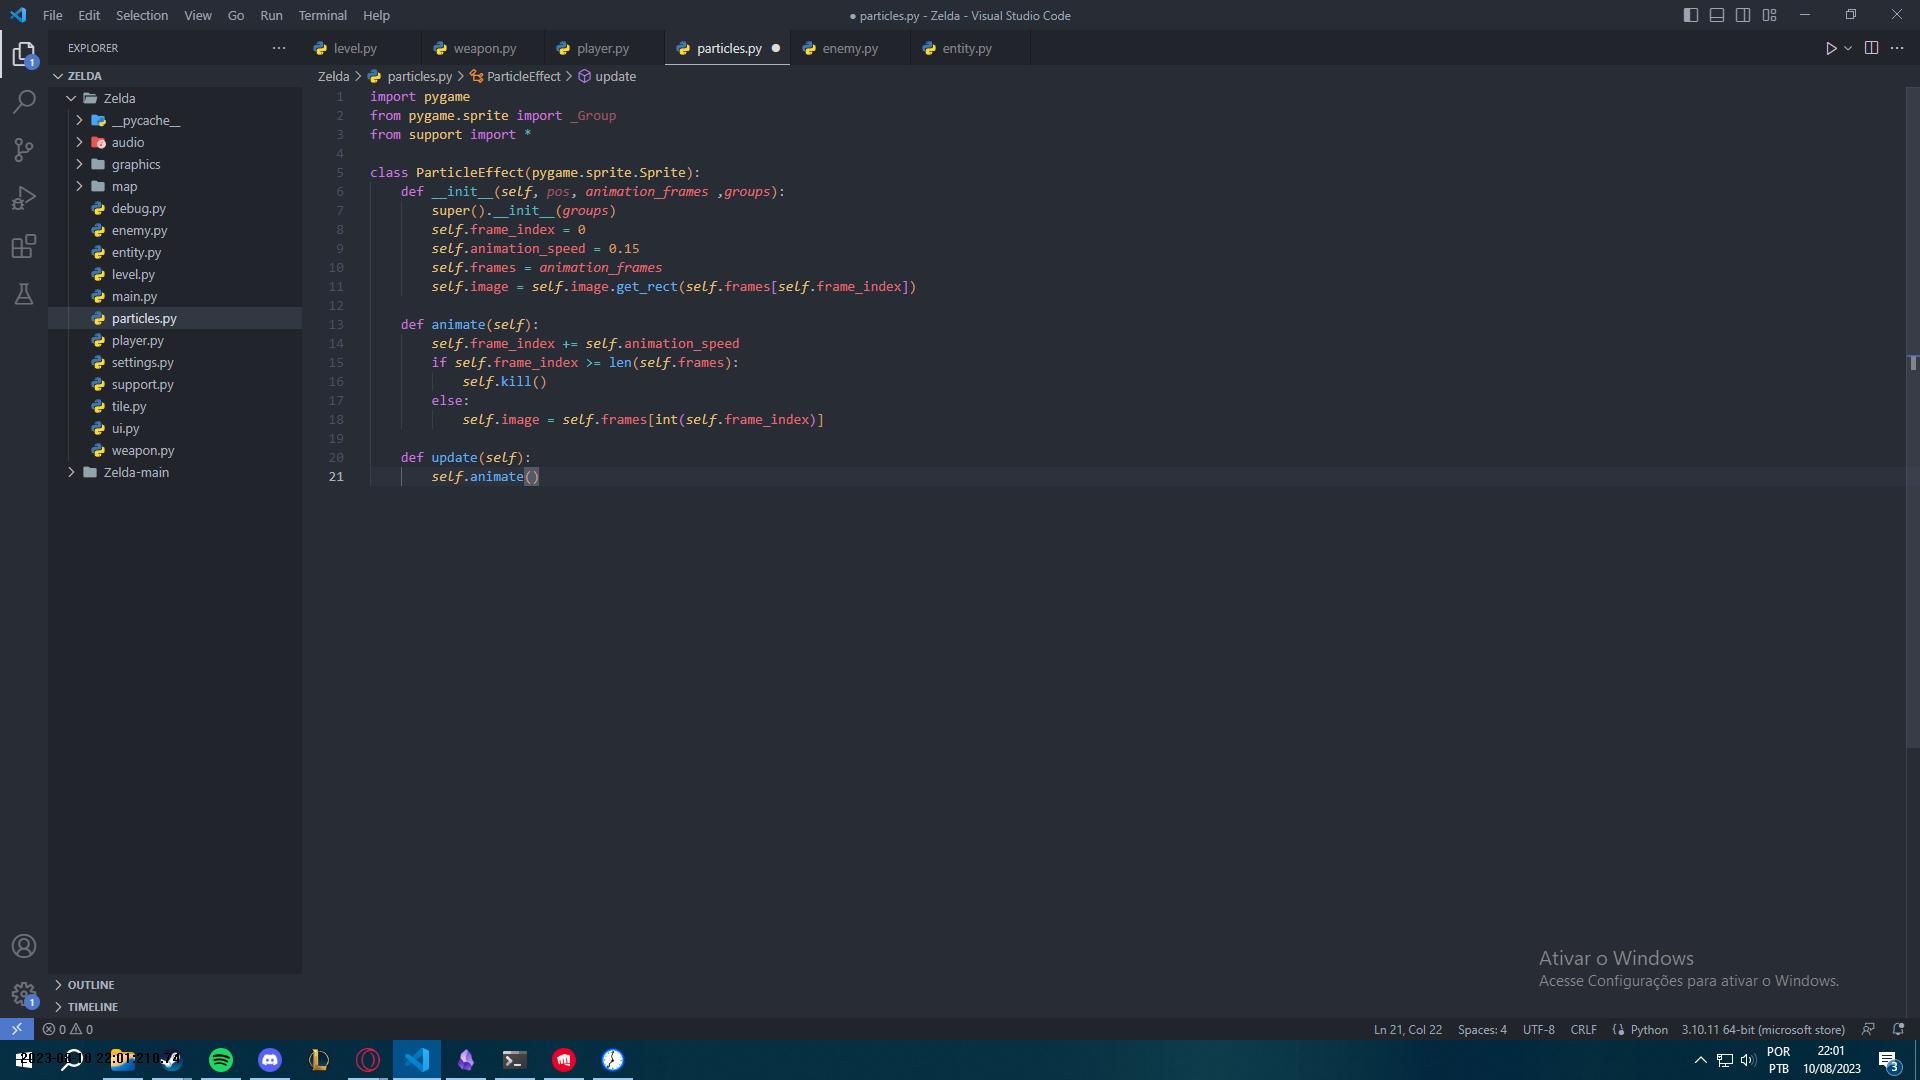 File Edit Selection View Go Run Terminal Help
● particles.py - Zelda - Visual Studio Code
EXPLORER
level.py weapon.py player.py particles.py enemy.py entity.py
ZELDA
Zelda > particles.py > ParticleEffect > update
Zelda
__pycache__
audio
graphics
map
debug.py
enemy.py
entity.py
level.py
main.py
particles.py
player.py
settings.py
support.py
tile.py
ui.py
weapon.py
Zelda-main
1 import pygame
2 from pygame.sprite import _Group
3 from support import *
4
5 class ParticleEffect(pygame.sprite.Sprite):
6     def __init__(self, pos, animation_frames ,groups):
7         super().__init__(groups)
8         self.frame_index = 0
9         self.animation_speed = 0.15
10         self.frames = animation_frames
11         self.image = self.image.get_rect(self.frames[self.frame_index])
12
13     def animate(self):
14         self.frame_index += self.animation_speed
15         if self.frame_index >= len(self.frames):
16             self.kill()
17         else:
18             self.image = self.frames[int(self.frame_index)]
19
20     def update(self):
21         self.animate()
Ativar o Windows
Acesse Configurações para ativar o Windows.
OUTLINE
TIMELINE
1
1
0 0
Ln 21, Col 22 Spaces: 4 UTF-8 CRLF Python 3.10.11 64-bit (microsoft store)
POR
PTB
22:01
10/08/2023
3